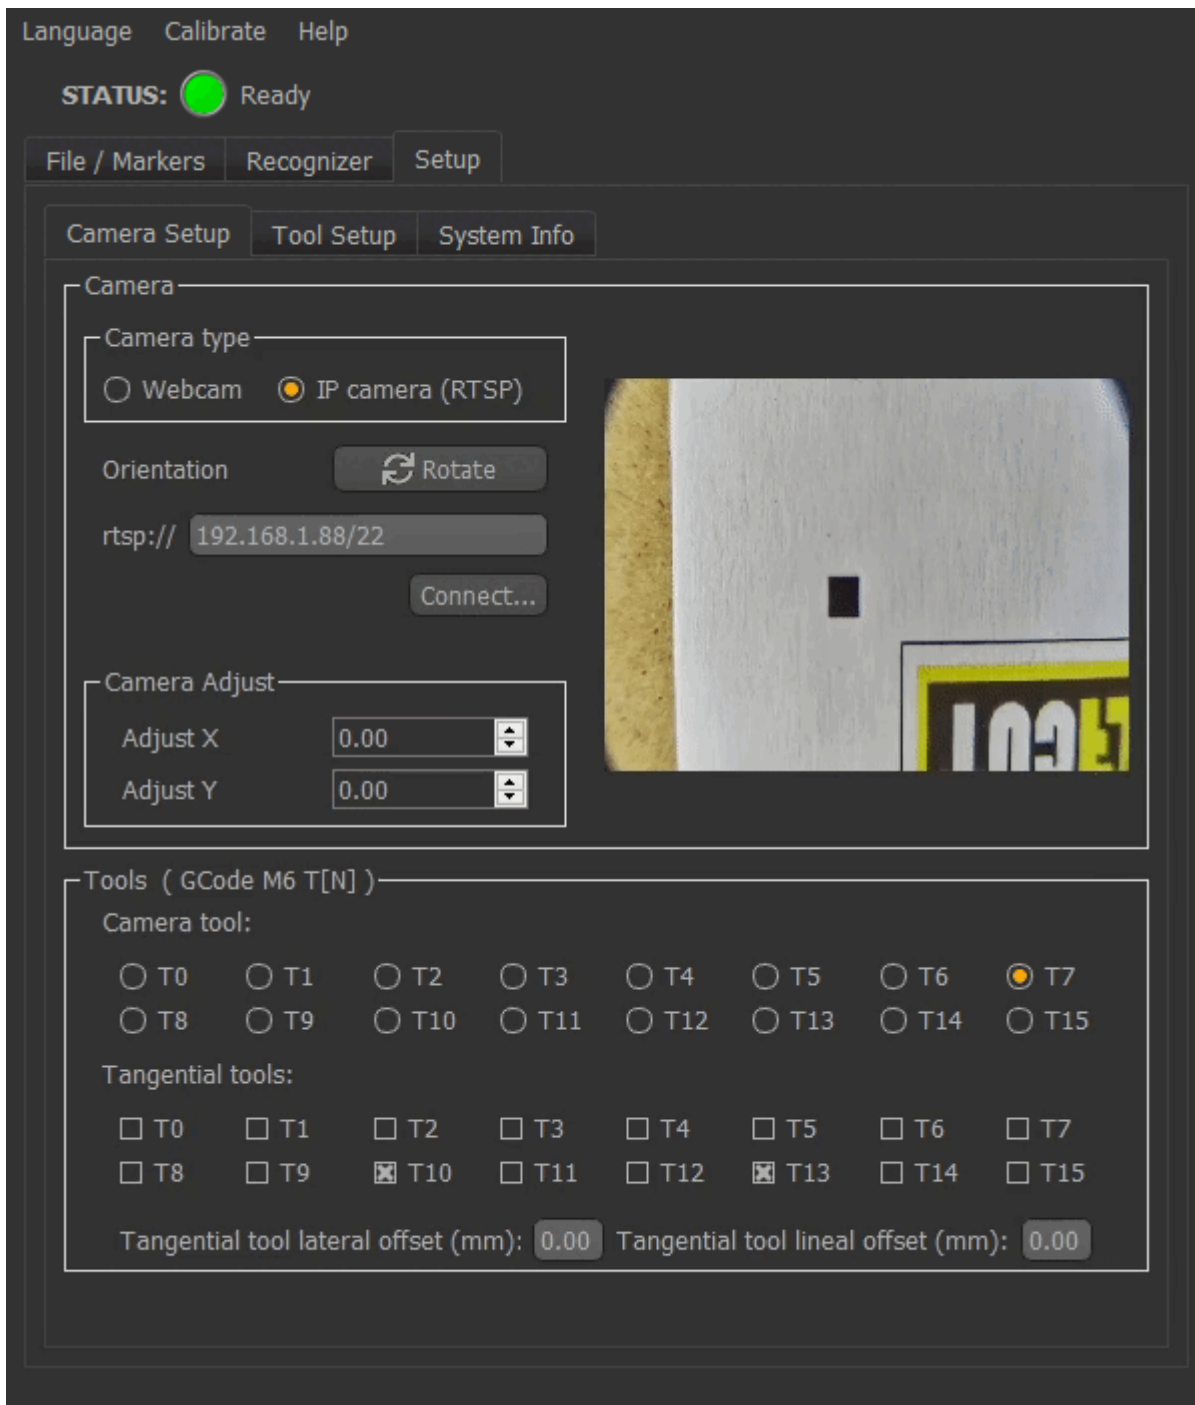 Language Calibrate Help
STATUS: Ready
File / Markers Recognizer Setup
Camera Setup Tool Setup System Info
Camera
Camera type
Webcam IP camera (RTSP)
Orientation Rotate
rtsp:// 192.168.1.88/22
Connect...
Camera Adjust
Adjust X 0.00
Adjust Y 0.00
Tools ( GCode M6 T[N] )
Camera tool:
T0 T1 T2 T3 T4 T5 T6 T7
T8 T9 T10 T11 T12 T13 T14 T15
Tangential tools:
T0 T1 T2 T3 T4 T5 T6 T7
T8 T9 T10 T11 T12 T13 T14 T15
Tangential tool lateral offset (mm): 0.00 Tangential tool lineal offset (mm): 0.00